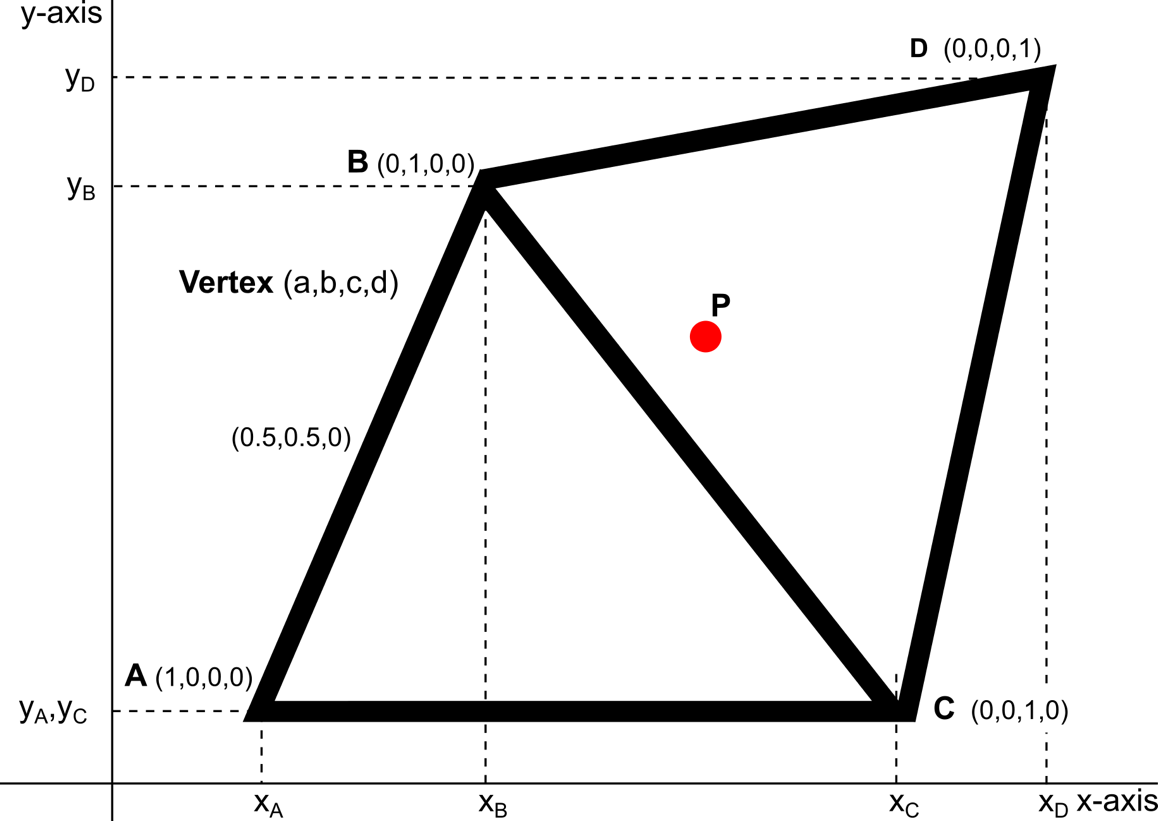 y-axis
D (0,0,0,1)
yD
B (0,1,0,0)
yB
Vertex (a,b,c,d)
P
(0.5,0.5,0)
A (1,0,0,0)
yA,yC
C (0,0,1,0)
xA
xB
xC
xD
x-axis